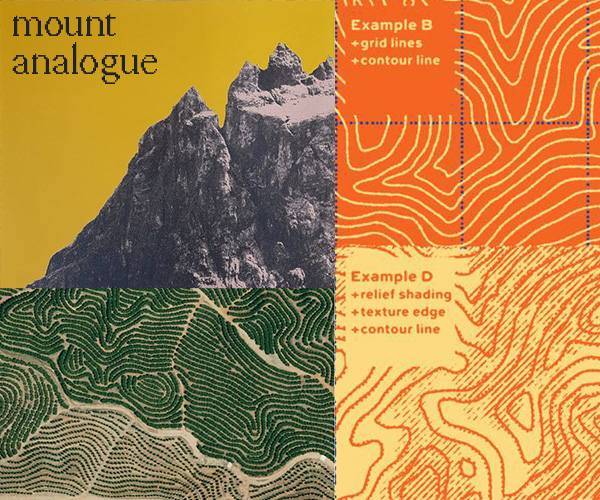 mount
analogue
Example B
+grid lines
+contour line
Example D
+relief shading
+texture edge
+contour line